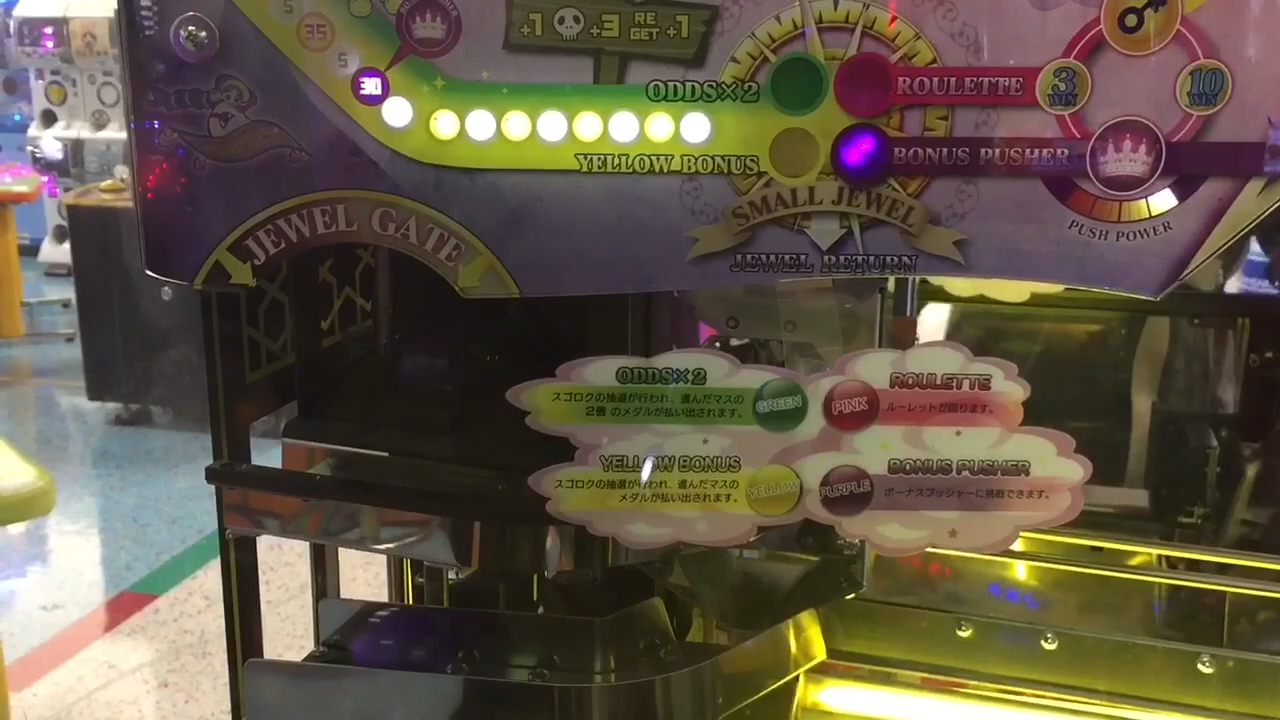 5
35
5
30
+1 +3 RE GET +1
ODDS×2
ROULETTE
3 WIN
10 WIN
YELLOW BONUS
BONUS PUSHER
SMALL JEWEL
PUSH POWER
JEWEL GATE
JEWEL RETURN
ODDS×2
スゴロクの抽選が行われ、進んだマスの
2倍 のメダルが払い出されます。
GREEN
ROULETTE
PINK
ルーレットが回ります。
YELLOW BONUS
スゴロクの抽選が行われ、進んだマスの
メダルが払い出されます。
YELLOW
BONUS PUSHER
PURPLE
ボーナスプッシャーに挑戦できます。